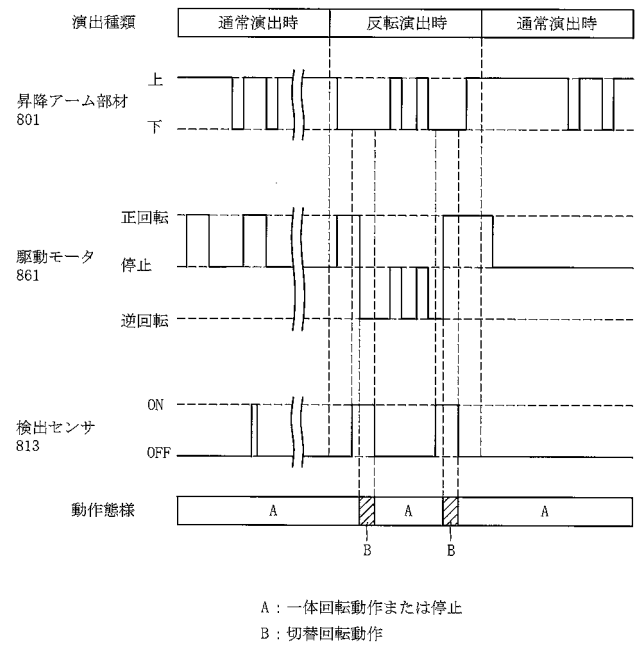 演出種類 通常演出時 反転演出時 通常演出時
上
昇降アーム部材
801
下
正回転
駆動モータ
861
停止
逆回転
ON
検出センサ
813
OFF
動作態様 A A A
B B
A：一体回転動作または停止
B：切替回転動作